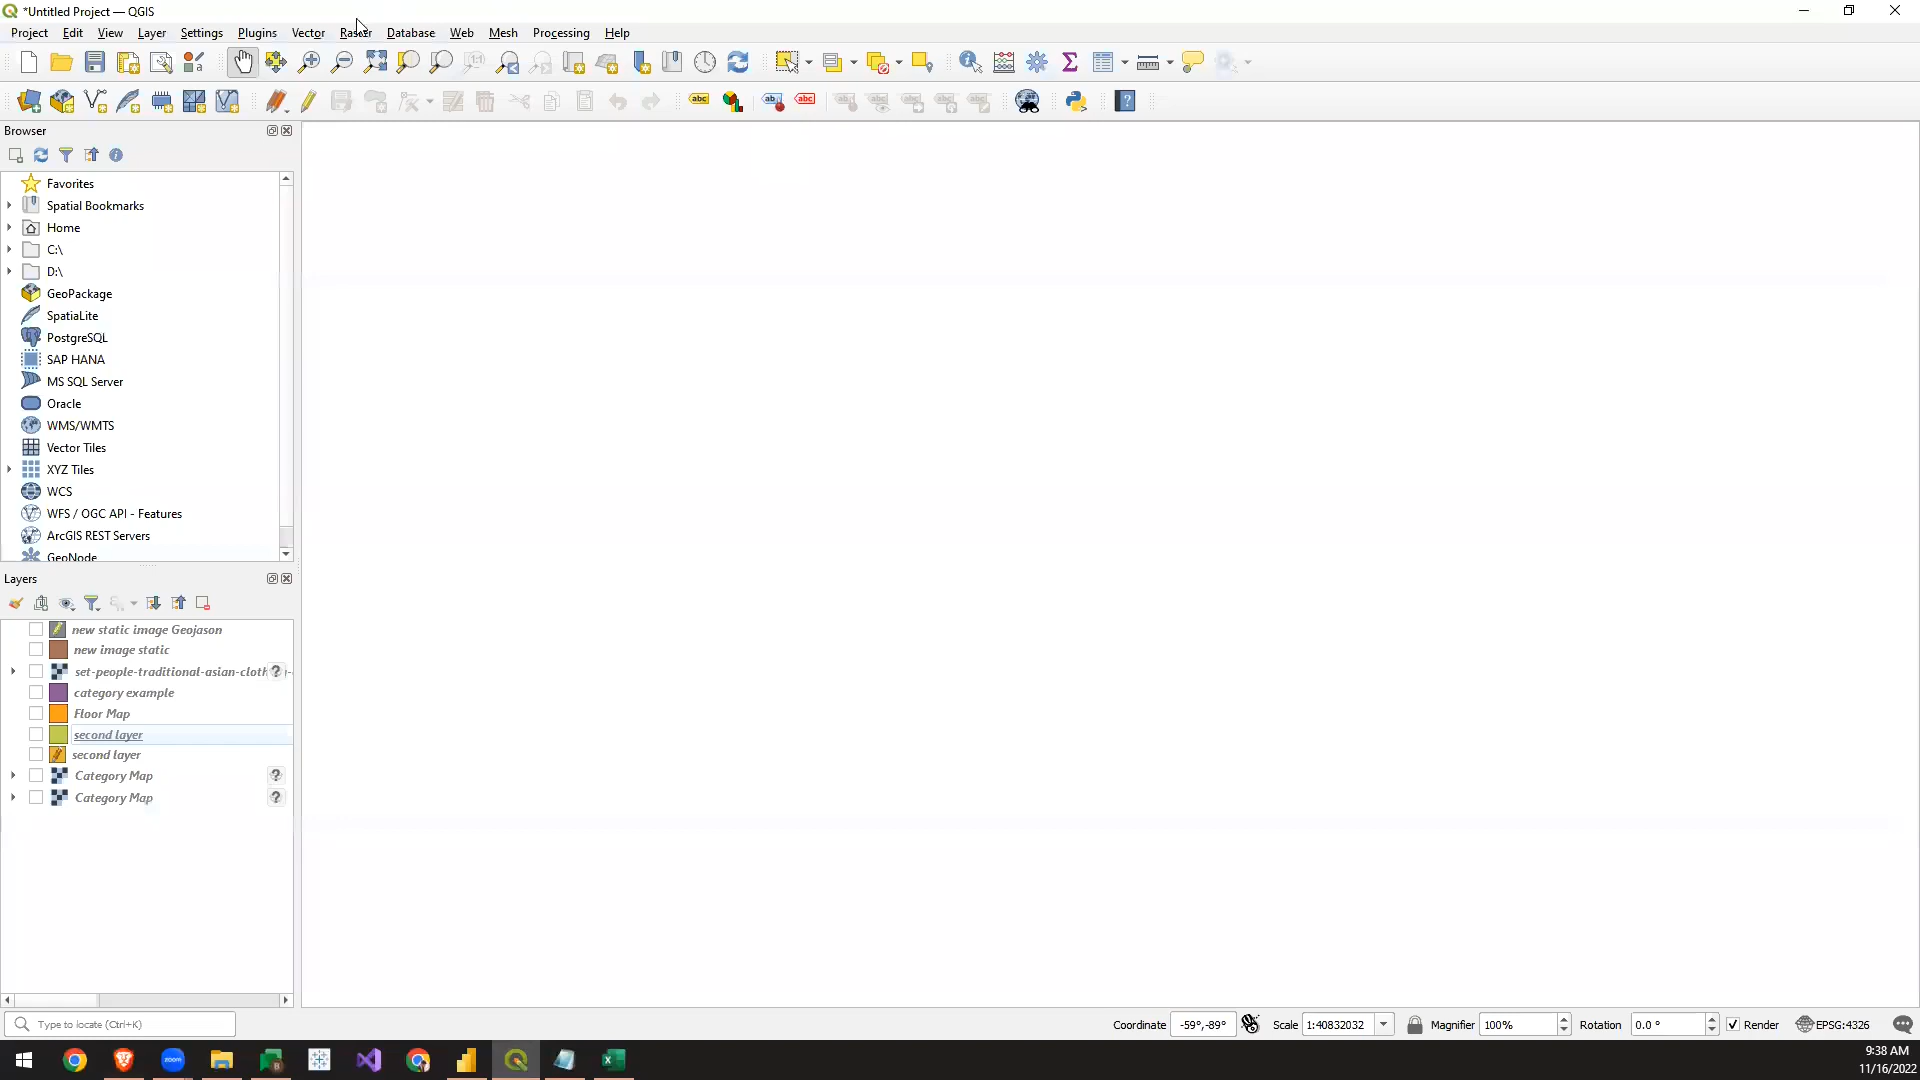 *Untitled Project — QGIS
Project Edit View Layer Settings Plugins Vector Raster Database Web Mesh Processing Help
Browser
Favorites
Spatial Bookmarks
Home
C:\
D:\
GeoPackage
SpatiaLite
PostgreSQL
SAP HANA
MS SQL Server
Oracle
WMS/WMTS
Vector Tiles
XYZ Tiles
WCS
WFS / OGC API - Features
ArcGIS REST Servers
GeoNode
Layers
new static image Geojason
new image static
set-people-traditional-asian-cloth
category example
Floor Map
second layer
second layer
Category Map
Category Map
Type to locate (Ctrl+K)
Coordinate -59°,-89° Scale 1:40832032 Magnifier 100% Rotation 0.0 ° Render EPSG:4326
9:38 AM
11/16/2022